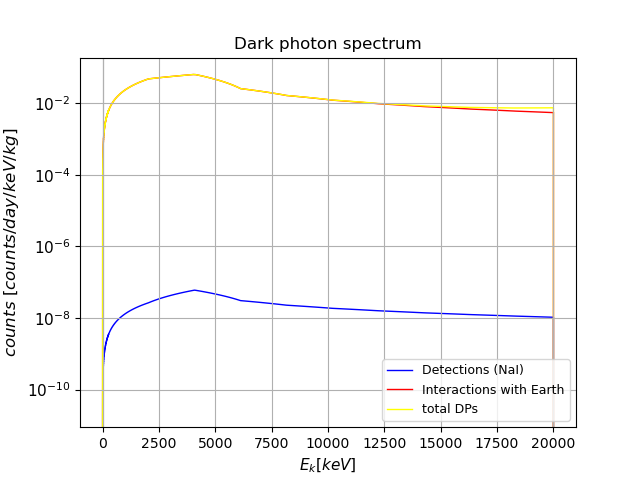 Dark photon spectrum
counts [counts/day/keV/kg]
10⁻²
10⁻⁴
10⁻⁶
10⁻⁸
10⁻¹⁰
Detections (NaI)
Interactions with Earth
total DPs
0 2500 5000 7500 10000 12500 15000 17500 20000
Eₖ[keV]